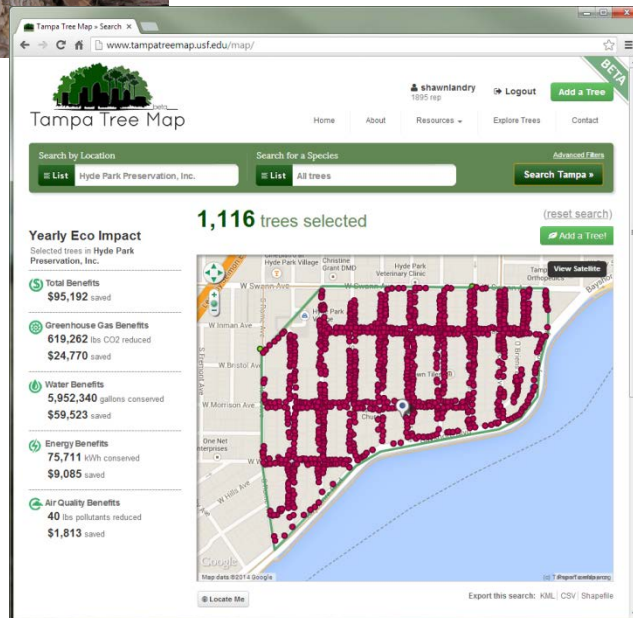 Tampa Tree Map » Search ×
www.tampatreemap.usf.edu/map/
BETA
shawnlandry
1895 rep
Logout
Add a Tree
beta
Tampa Tree Map
Home About Resources Explore Trees Contact
Search by Location
Search for a Species
Advanced Filters
List Hyde Park Preservation, Inc.
List All trees
Search Tampa »
1,116 trees selected
(reset search)
Add a Tree!
Yearly Eco Impact
Selected trees in Hyde Park
Preservation, Inc.
Total Benefits
$95,192 saved
Greenhouse Gas Benefits
619,262 lbs CO2 reduced
$24,770 saved
Water Benefits
5,952,340 gallons conserved
$59,523 saved
Energy Benefits
75,711 kWh conserved
$9,085 saved
Air Quality Benefits
40 lbs pollutants reduced
$1,813 saved
View Satellite
Hyde Park Village
Christine
Grant DMD
Hyde Park
Veterinary Clinic
W Swann Ave
W Inman Ave
W Bristol Ave
W Morrison Ave
S Fremont Ave
One Net
W Hills Ave
Google
Map data ©2014 Google
Locate Me
Export this search: KML | CSV | Shapefile